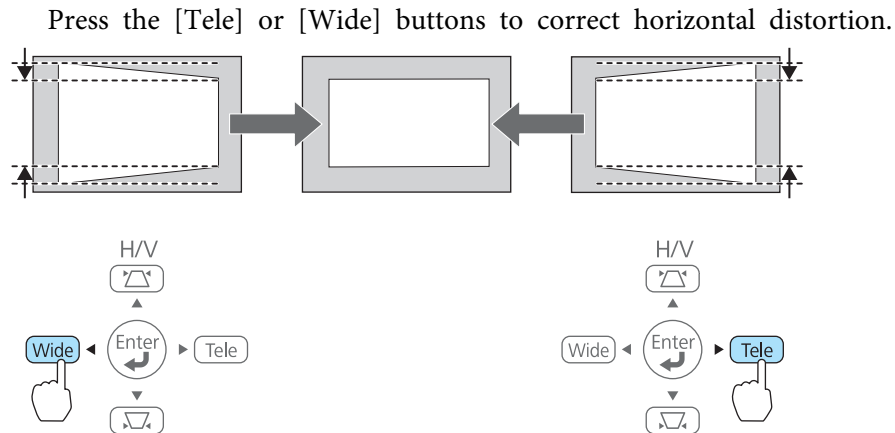 Press the [Tele] or [Wide] buttons to correct horizontal distortion.
H/V
H/V
Wide
Enter
Tele
Wide
Enter
Tele